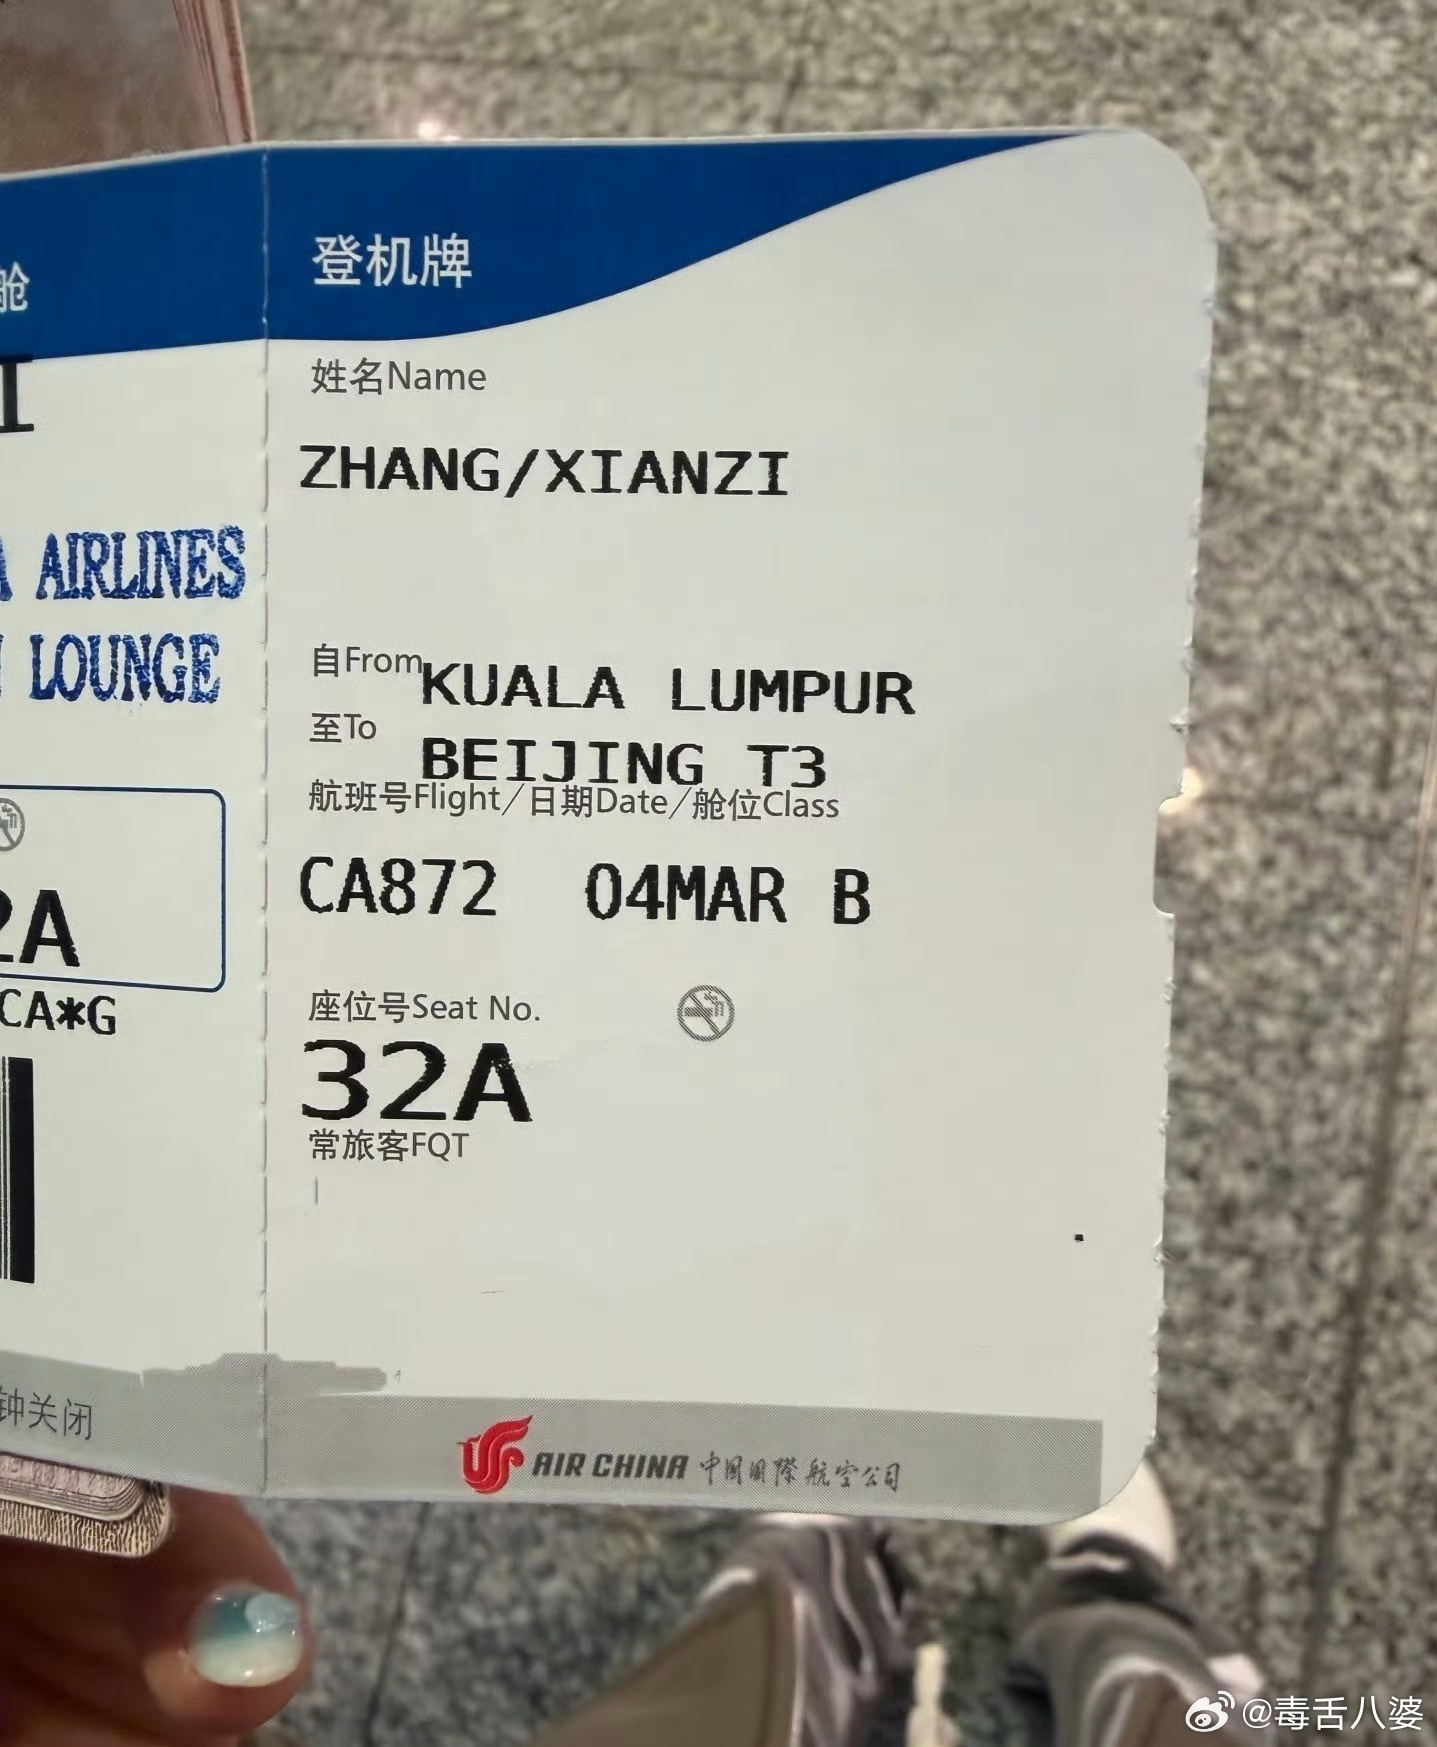 舱
登机牌
姓名Name
I
ZHANG/XIANZI
AIRLINES
LOUNGE
自From KUALA LUMPUR
至To BEIJING T3
航班号Flight/日期Date/舱位Class
CA872 04MAR B
2A
座位号Seat No.
CA*G
32A
常旅客FQT
钟关闭
AIR CHINA 中国国际航空公司
@毒舌八婆